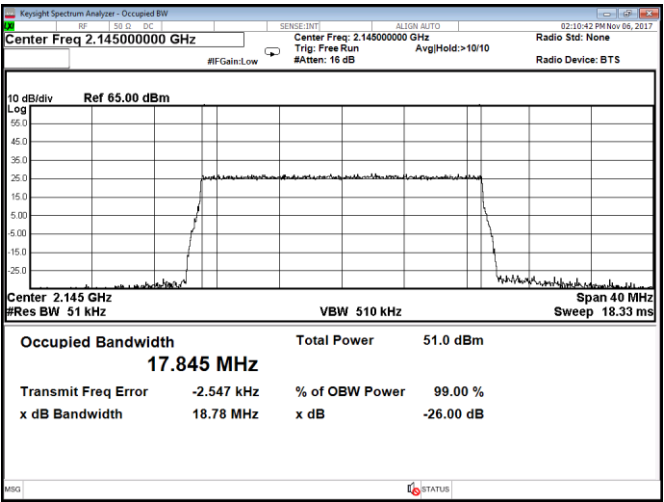 Keysight Spectrum Analyzer - Occupied BW
RF 50 Ω DC SENSE:INT ALIGN AUTO 02:10:42 PM Nov 06, 2017
Center Freq 2.145000000 GHz Center Freq: 2.145000000 GHz Radio Std: None
Trig: Free Run Avg|Hold:>10/10
#IFGain:Low #Atten: 16 dB Radio Device: BTS
10 dB/div Ref 65.00 dBm
Log
55.0
45.0
35.0
25.0
15.0
5.00
-5.00
-15.0
-25.0
Center 2.145 GHz Span 40 MHz
#Res BW 51 kHz VBW 510 kHz Sweep 18.33 ms
Occupied Bandwidth Total Power 51.0 dBm
17.845 MHz
Transmit Freq Error -2.547 kHz % of OBW Power 99.00 %
x dB Bandwidth 18.78 MHz x dB -26.00 dB
MSG STATUS